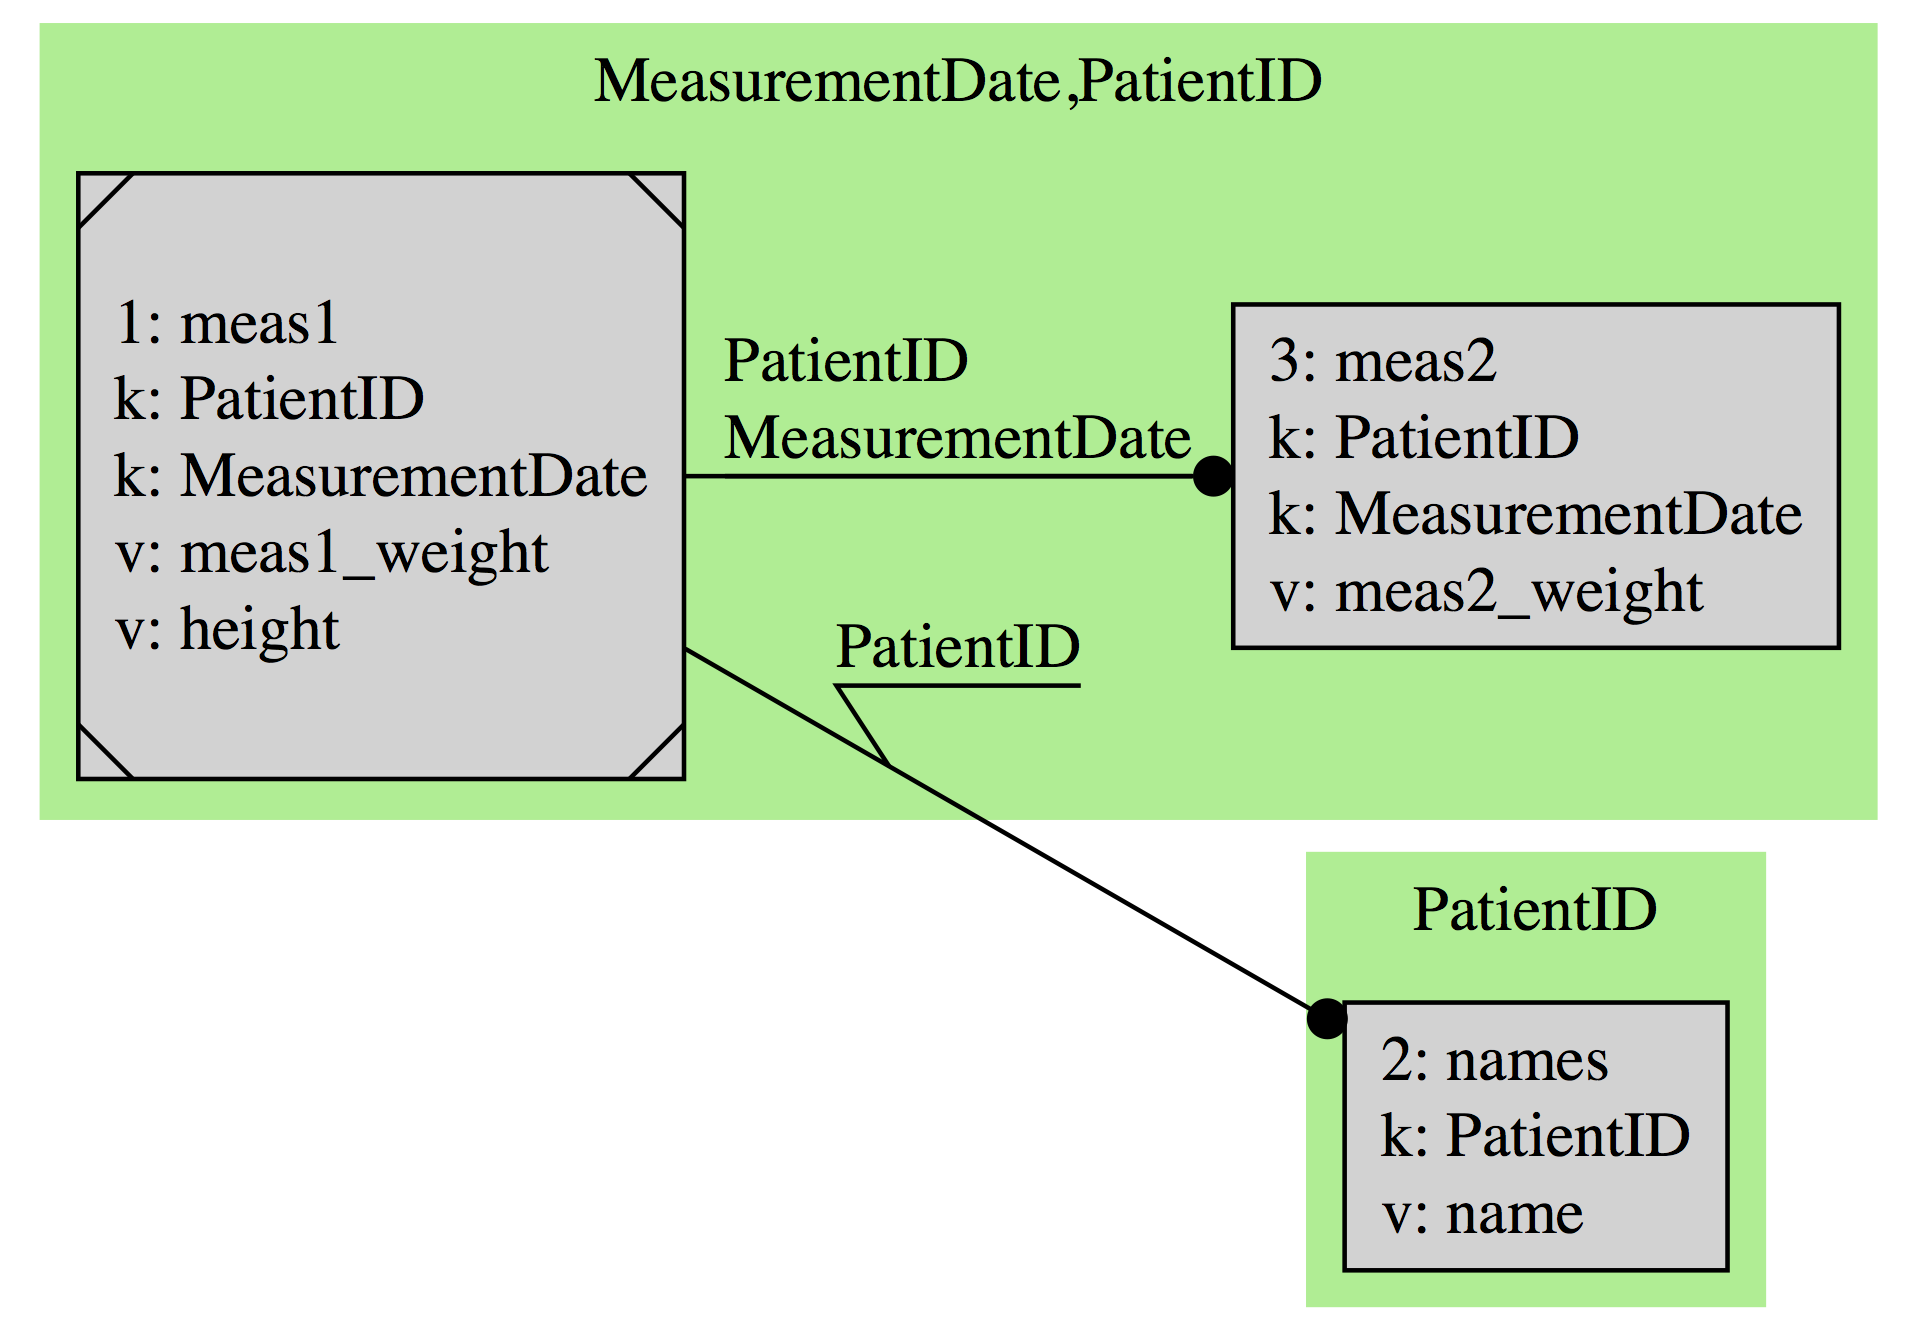 MeasurementDate,PatientID
1: meas1
k: PatientID
k: MeasurementDate
v: meas1_weight
v: height
PatientID
MeasurementDate
3: meas2
k: PatientID
k: MeasurementDate
v: meas2_weight
PatientID
PatientID
2: names
k: PatientID
v: name